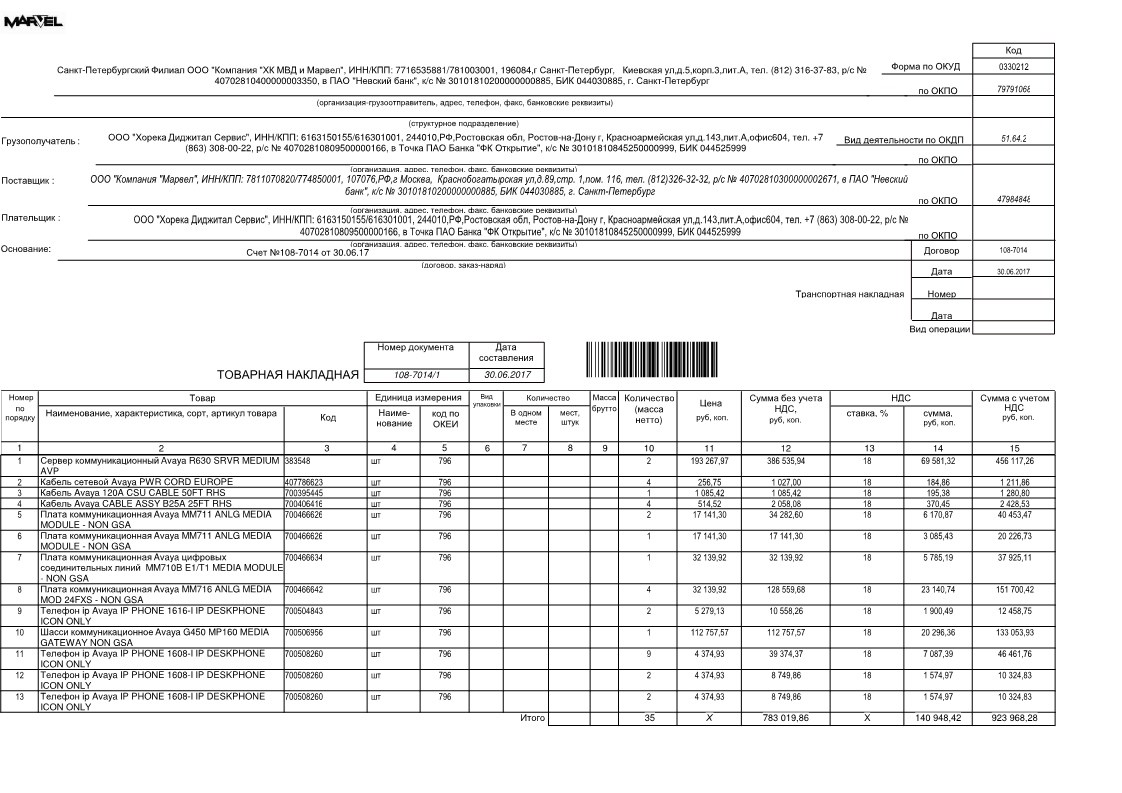 MARVEL
Код
Форма по ОКУД 0330212
Санкт-Петербургский Филиал ООО "Компания "ХК МВД и Марвел", ИНН/КПП: 7716535881/781003001, 196084,г Санкт-Петербург, Киевская ул,д.5,корп.3,лит.А, тел. (812) 316-37-83, р/с №
40702810400000003350, в ПАО "Невский банк", к/с № 30101810200000000885, БИК 044030885, г. Санкт-Петербург
по ОКПО 79791068
(организация-грузоотправитель, адрес, телефон, факс, банковские реквизиты)
(структурное подразделение)
Грузополучатель : ООО "Хорека Диджитал Сервис", ИНН/КПП: 6163150155/616301001, 244010,РФ,Ростовская обл, Ростов-на-Дону г, Красноармейская ул,д.143,лит.А,офис604, тел. +7 Вид деятельности по ОКДП 51.64.2
(863) 308-00-22, р/с № 40702810809500000166, в Точка ПАО Банка "ФК Открытие", к/с № 30101810845250000999, БИК 044525999
по ОКПО
(организация, адрес, телефон, факс, банковские реквизиты)
Поставщик : ООО "Компания "Марвел", ИНН/КПП: 7811070820/774850001, 107076,РФ,г Москва, Краснобогатырская ул,д.89,стр. 1,пом. 116, тел. (812)326-32-32, р/с № 40702810300000002671, в ПАО "Невский
банк", к/с № 30101810200000000885, БИК 044030885, г. Санкт-Петербург
47984848
(организация, адрес, телефон, факс, банковские реквизиты)
Плательщик : ООО "Хорека Диджитал Сервис", ИНН/КПП: 6163150155/616301001, 244010,РФ,Ростовская обл, Ростов-на-Дону г, Красноармейская ул,д.143,лит.А,офис604, тел. +7 (863) 308-00-22, р/с №
40702810809500000166, в Точка ПАО Банка "ФК Открытие", к/с № 30101810845250000999, БИК 044525999
по ОКПО
(организация, адрес, телефон, факс, банковские реквизиты)
Основание: Счет №108-7014 от 30.06.17 Договор 108-7014
(договор, заказ-наряд)
Дата 30.06.2017
Транспортная накладная Номер
Дата
Вид операции
Номер документа Дата составления
ТОВАРНАЯ НАКЛАДНАЯ 108-7014/1 30.06.2017
Номер по порядку Товар Единица измерения Вид упаковки Количество Масса брутто Количество (масса нетто) Цена руб, коп. Сумма без учета НДС, руб, коп. НДС Сумма с учетом НДС руб, коп.
Наименование, характеристика, сорт, артикул товара Код Наиме-нование код по ОКЕИ В одном месте мест, штук ставка, % сумма, руб, коп.
1 2 3 4 5 6 7 8 9 10 11 12 13 14 15
1 Сервер коммуникационный Avaya R630 SRVR MEDIUM 383548 шт 796 2 193 267,97 386 535,94 18 69 581,32 456 117,26
AVP
2 Кабель сетевой Avaya PWR CORD EUROPE 407786623 шт 796 4 256,75 1 027,00 18 184,86 1 211,86
3 Кабель Avaya 120A CSU CABLE 50FT RHS 700395445 шт 796 1 1 085,42 1 085,42 18 195,38 1 280,80
4 Кабель Avaya CABLE ASSY B25A 25FT RHS 700406416 шт 796 4 514,52 2 058,08 18 370,45 2 428,53
5 Плата коммуникационная Avaya MM711 ANLG MEDIA 700466626 шт 796 2 17 141,30 34 282,60 18 6 170,87 40 453,47
MODULE - NON GSA
6 Плата коммуникационная Avaya MM711 ANLG MEDIA 700466626 шт 796 1 17 141,30 17 141,30 18 3 085,43 20 226,73
MODULE - NON GSA
7 Плата коммуникационная Avaya цифровых 700466634 шт 796 1 32 139,92 32 139,92 18 5 785,19 37 925,11
соединительных линий MM710B E1/T1 MEDIA MODULE
- NON GSA
8 Плата коммуникационная Avaya MM716 ANLG MEDIA 700466642 шт 796 4 32 139,92 128 559,68 18 23 140,74 151 700,42
MOD 24FXS - NON GSA
9 Телефон ip Avaya IP PHONE 1616-I IP DESKPHONE 700504843 шт 796 2 5 279,13 10 558,26 18 1 900,49 12 458,75
ICON ONLY
10 Шасси коммуникационное Avaya G450 MP160 MEDIA 700506956 шт 796 1 112 757,57 112 757,57 18 20 296,36 133 053,93
GATEWAY NON GSA
11 Телефон ip Avaya IP PHONE 1608-I IP DESKPHONE 700508260 шт 796 9 4 374,93 39 374,37 18 7 087,39 46 461,76
ICON ONLY
12 Телефон ip Avaya IP PHONE 1608-I IP DESKPHONE 700508260 шт 796 2 4 374,93 8 749,86 18 1 574,97 10 324,83
ICON ONLY
13 Телефон ip Avaya IP PHONE 1608-I IP DESKPHONE 700508260 шт 796 2 4 374,93 8 749,86 18 1 574,97 10 324,83
ICON ONLY
Итого 35 X 783 019,86 X 140 948,42 923 968,28